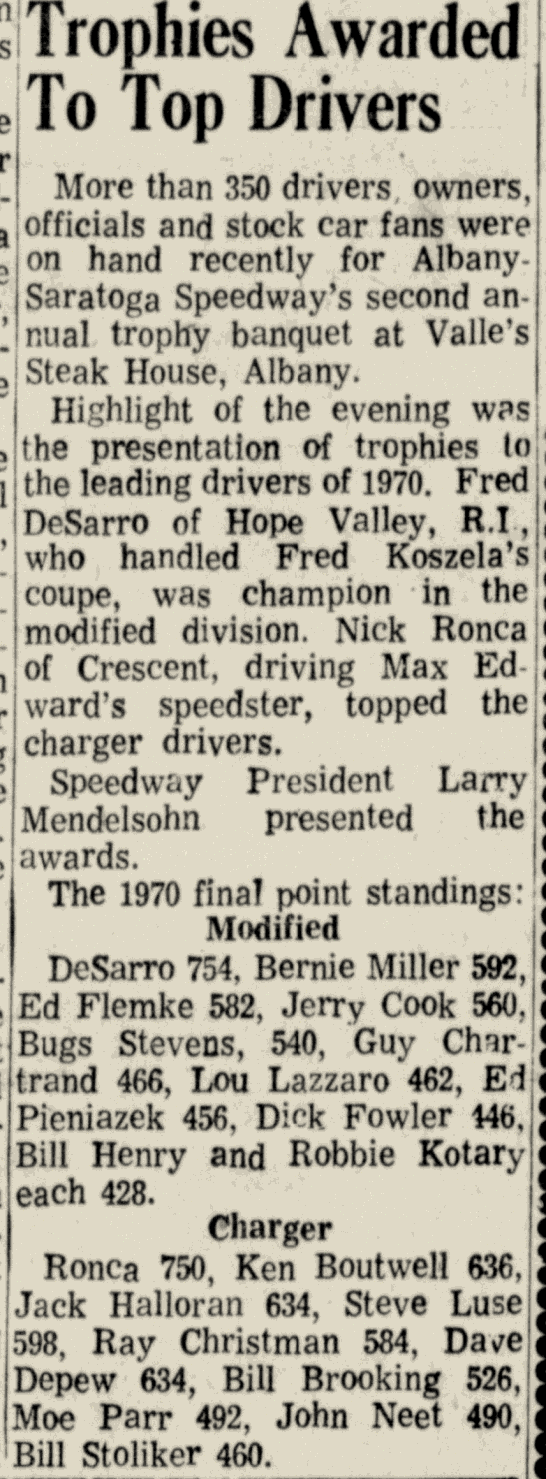 Trophies Awarded
To Top Drivers
More than 350 drivers, owners,
officials and stock car fans were
on hand recently for Albany-
Saratoga Speedway's second an-
nual trophy banquet at Valle's
Steak House, Albany.
Highlight of the evening was
the presentation of trophies to
the leading drivers of 1970. Fred
DeSarro of Hope Valley, R.I.,
who handled Fred Koszela's
coupe, was champion in the
modified division. Nick Ronca
of Crescent, driving Max Ed-
ward's speedster, topped the
charger drivers.
Speedway President Larry
Mendelsohn presented the
awards.
The 1970 final point standings:
Modified
DeSarro 754, Bernie Miller 592,
Ed Flemke 582, Jerry Cook 560,
Bugs Stevens, 540, Guy Char-
trand 466, Lou Lazzaro 462, Ed
Pieniazek 456, Dick Fowler 446,
Bill Henry and Robbie Kotary
each 428.
Charger
Ronca 750, Ken Boutwell 636,
Jack Halloran 634, Steve Luse
598, Ray Christman 584, Dave
Depew 634, Bill Brooking 526,
Moe Parr 492, John Neet 490,
Bill Stoliker 460.